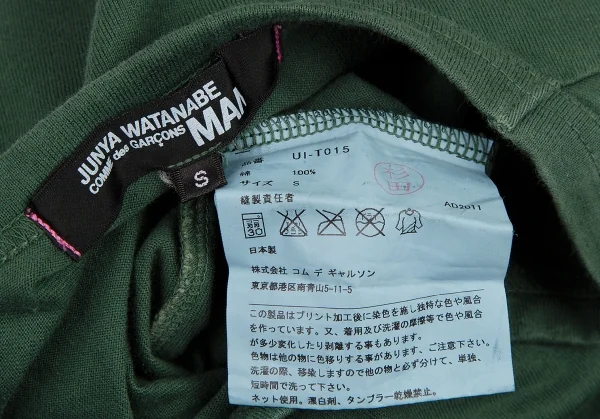 JUNYA WATANABE
COMME des GARÇONS MAN
S
品番 UI-T015
綿 100%
サイズ S
縫製責任者
杉田
AD2011
30
日本製
株式会社 コム デ ギャルソン
東京都港区南青山5-11-5
この製品はプリント加工後に染色を施し独特な色や風合
を作っています。又、着用及び洗濯の摩擦等で色や風合
が多少変化したり剥離する事もあります。
色物は他の物に色移りする事があります、ご注意下さい。
洗濯の際、移染しますので他の物と必ず分けて、単独、
短時間で洗って下さい。
ネット使用。漂白剤、タンブラー乾燥禁止。